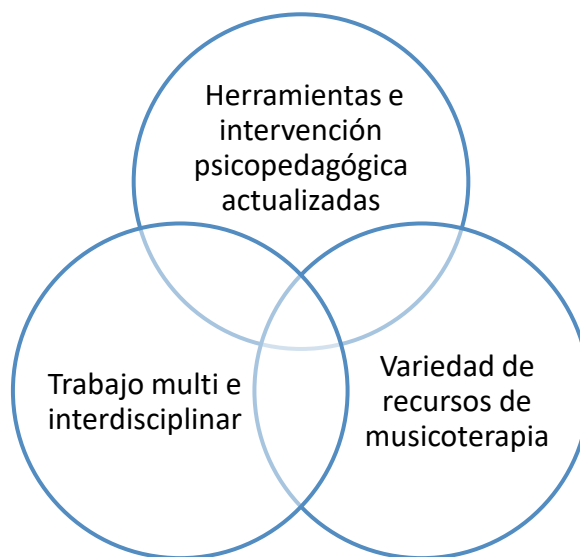 Herramientas e
intervención
psicopedagógica
actualizadas
Trabajo multi e
interdisciplinar
Variedad de
recursos de
musicoterapia